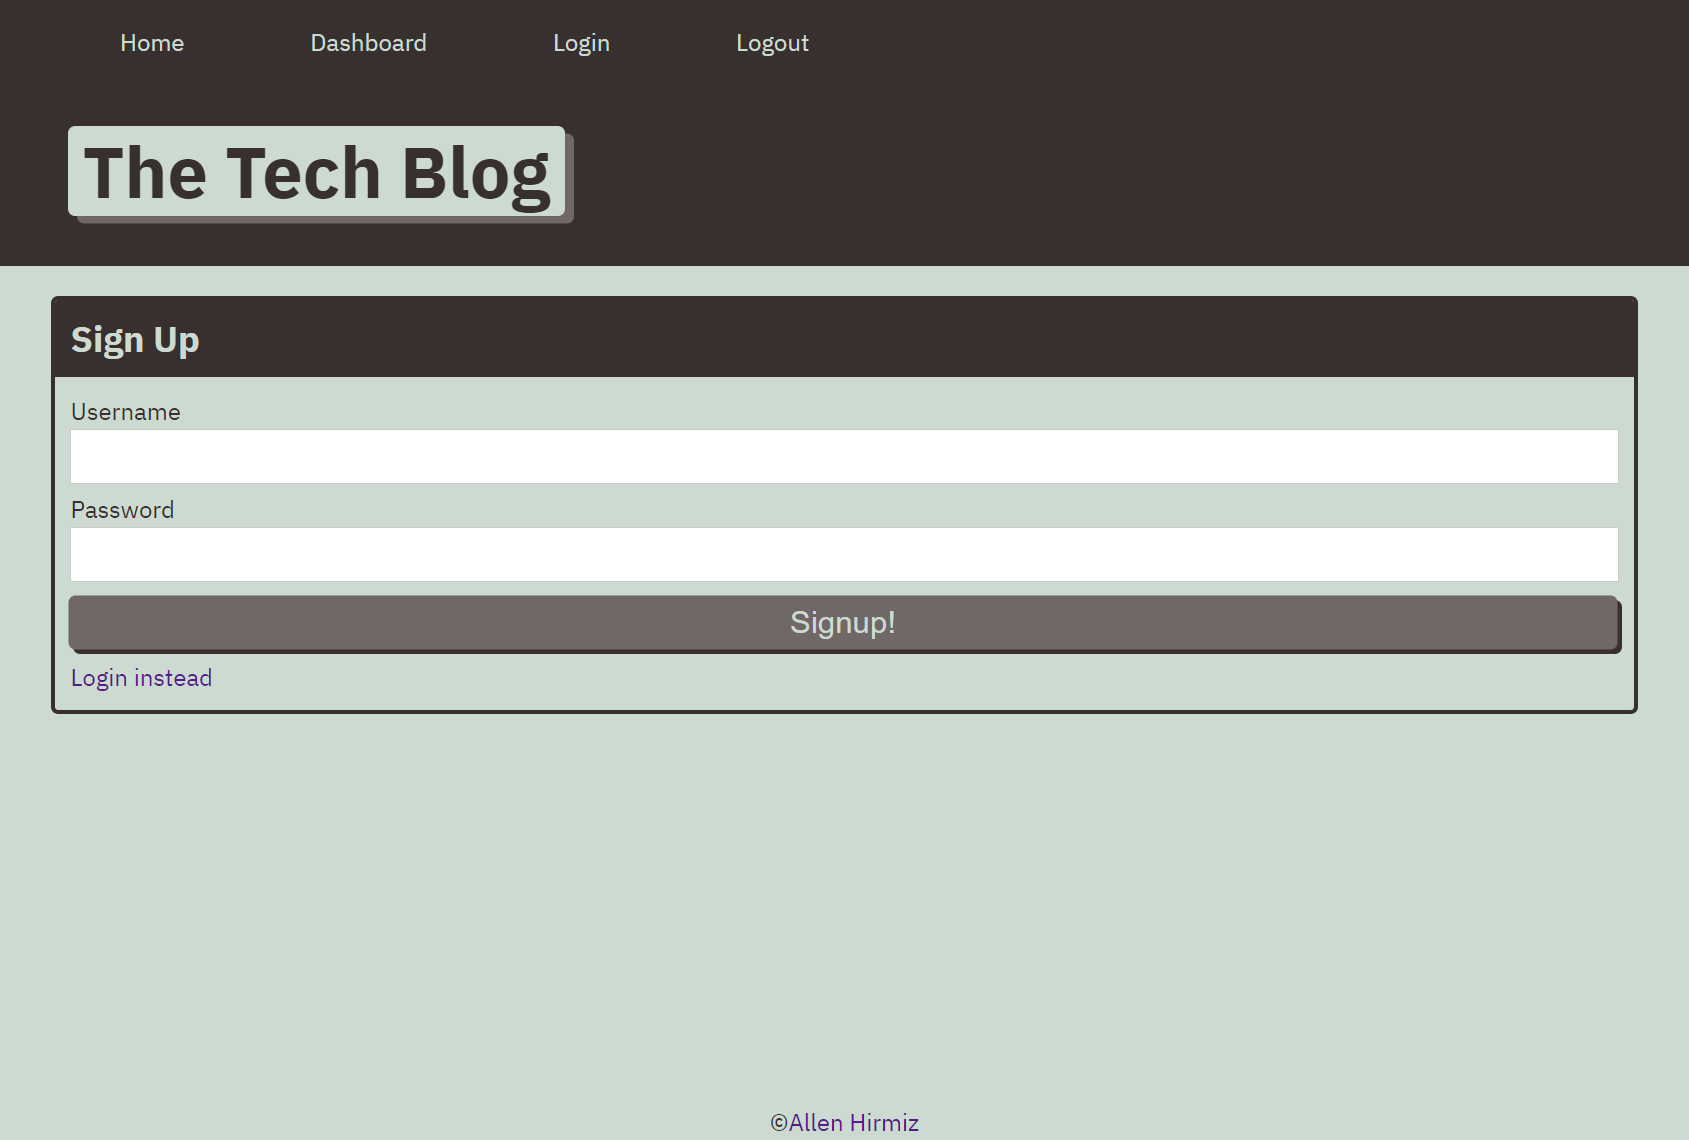 Home Dashboard Login Logout
The Tech Blog
Sign Up
Username
Password
Signup!
Login instead
©Allen Hirmiz